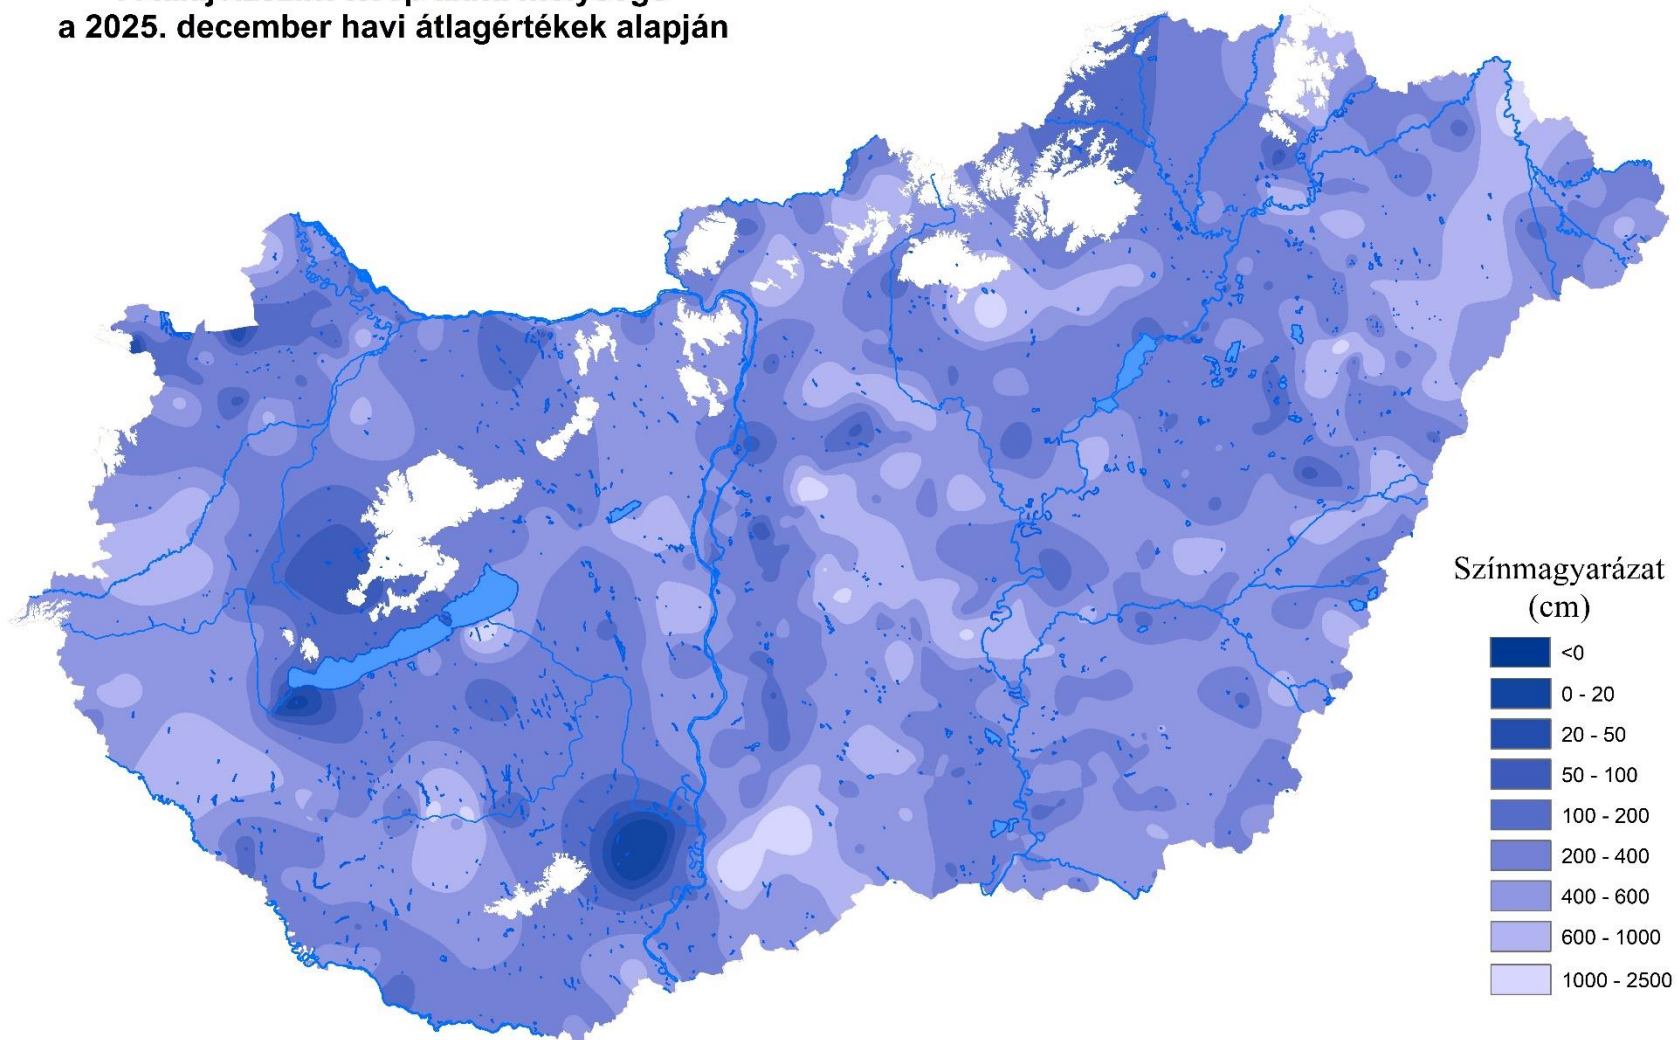 a 2025. december havi átlagértékek alapján
Színmagyarázat
(cm)
<0
0 - 20
20 - 50
50 - 100
100 - 200
200 - 400
400 - 600
600 - 1000
1000 - 2500